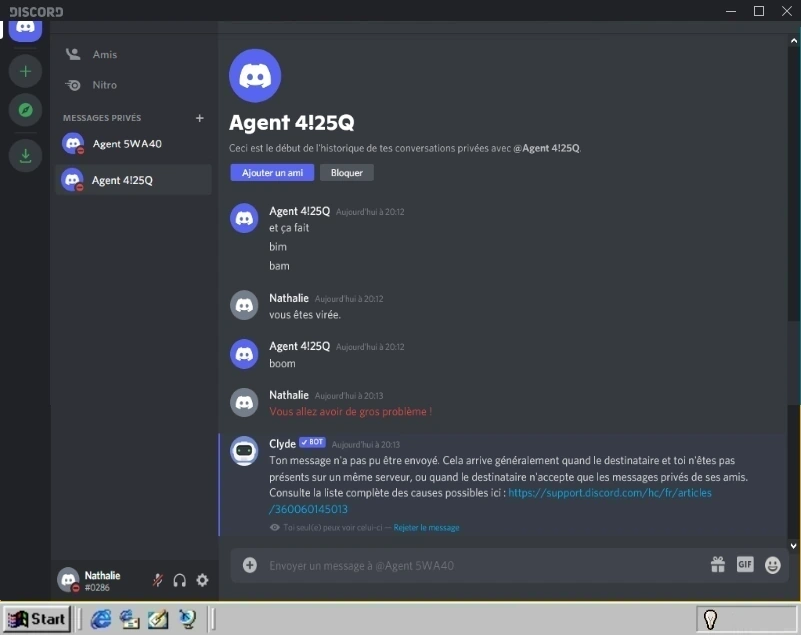 DISCORD
Amis
Nitro
MESSAGES PRIVÉS
Agent 5WA40
Agent 4!25Q
Nathalie
#0286
Agent 4!25Q
Ceci est le début de l'historique de tes conversations privées avec @Agent 4!25Q.
Ajouter un ami Bloquer
Agent 4!25Q Aujourd'hui à 20:12
et ça fait
bim
bam
Nathalie Aujourd'hui à 20:12
vous êtes virée.
Agent 4!25Q Aujourd'hui à 20:12
boom
Nathalie Aujourd'hui à 20:13
Vous allez avoir de gros problème !
Clyde BOT Aujourd'hui à 20:13
Ton message n'a pas pu être envoyé. Cela arrive généralement quand le destinataire et toi n'êtes pas
présents sur un même serveur, ou quand le destinataire n'accepte que les messages privés de ses amis.
Consulte la liste complète des causes possibles ici : https://support.discord.com/hc/fr/articles
/360060145013
Toi seul(e) peux voir celui-ci — Rejeter le message
Envoyer un message à @Agent 5WA40
GIF
Start